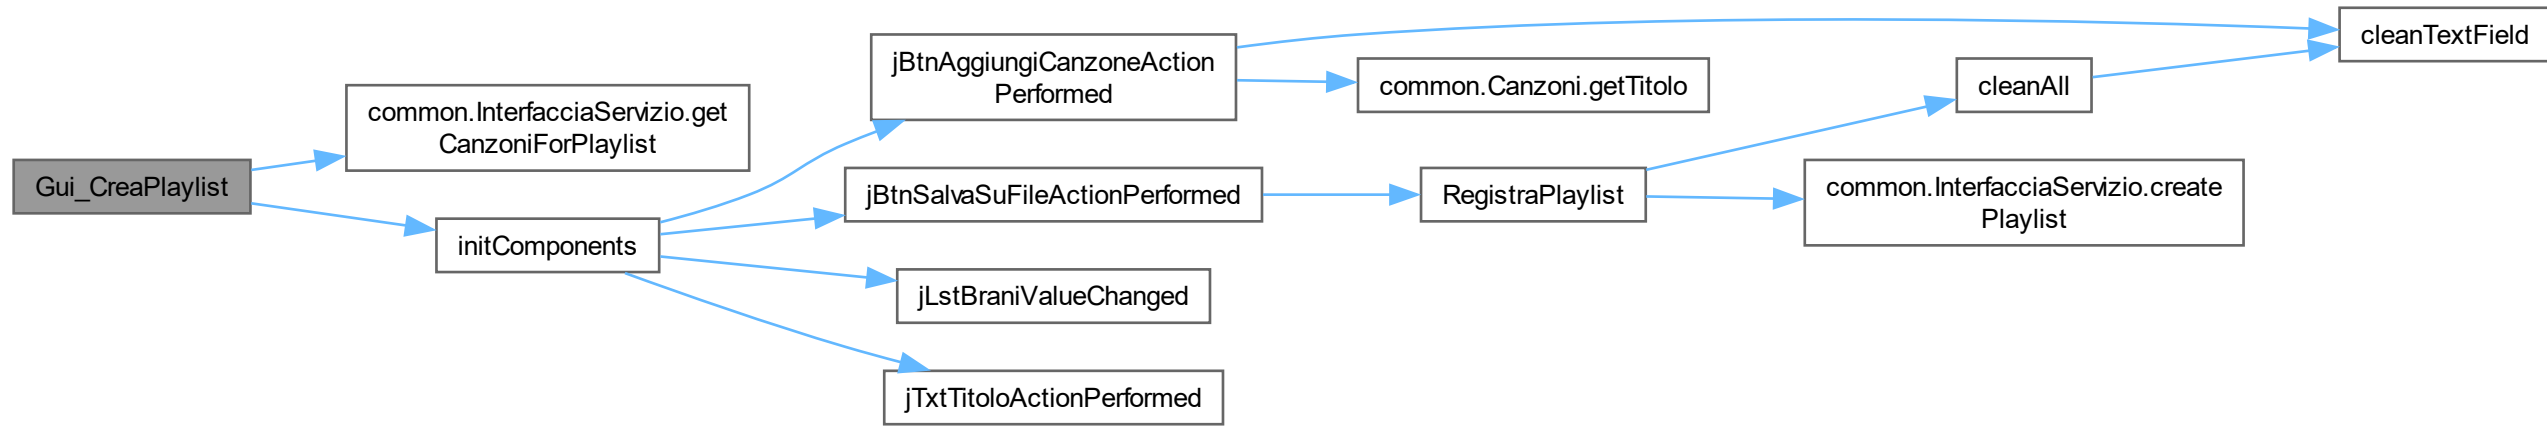 Gui_CreaPlaylist
common.InterfacciaServizio.get
CanzoniForPlaylist
initComponents
jBtnAggiungiCanzoneAction
Performed
jBtnSalvaSuFileActionPerformed
jLstBraniValueChanged
jTxtTitoloActionPerformed
common.Canzoni.getTitolo
RegistraPlaylist
cleanAll
common.InterfacciaServizio.create
Playlist
cleanTextField